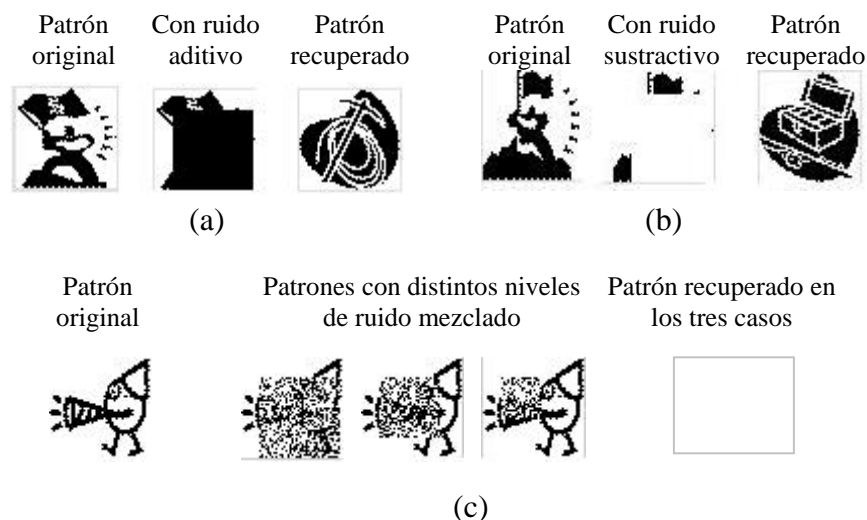 Patrón original
Con ruido aditivo
Patrón recuperado
Patrón original
Con ruido sustractivo
Patrón recuperado
(a)
(b)
Patrón original
Patrones con distintos niveles de ruido mezclado
Patrón recuperado en los tres casos
(c)